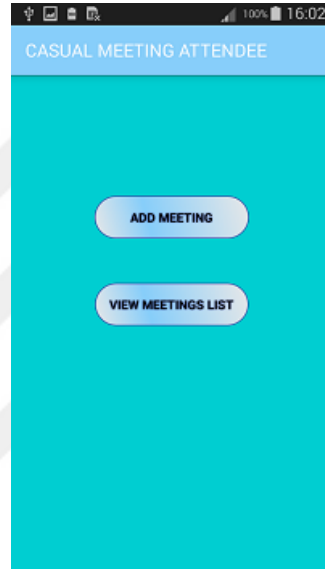 100% 16:02
CASUAL MEETING ATTENDEE
ADD MEETING
VIEW MEETINGS LIST